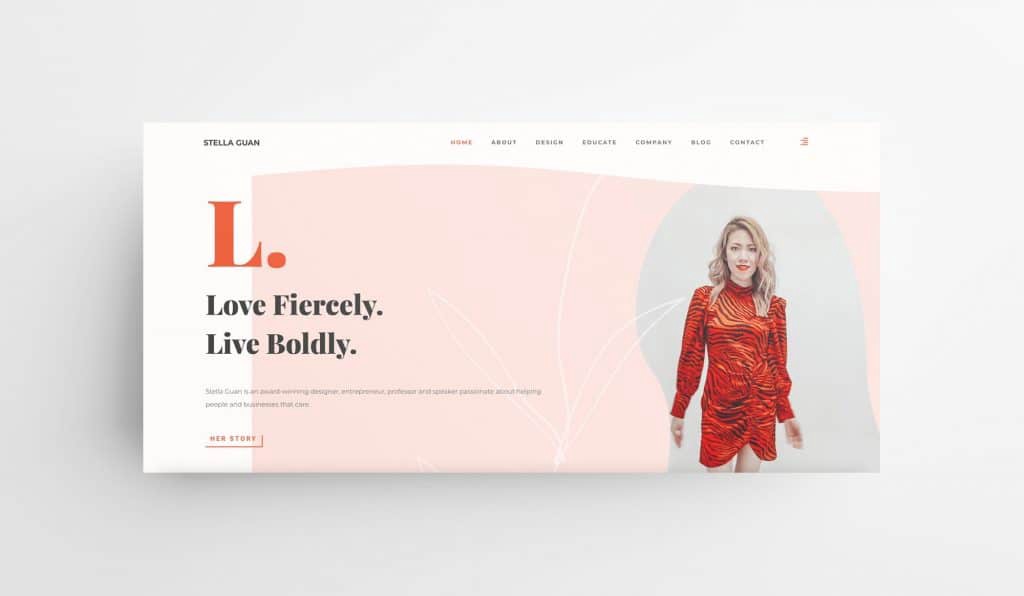 STELLA GUAN
HOME ABOUT DESIGN EDUCATE COMPANY BLOG CONTACT
L.
Love Fiercely.
Live Boldly.
Stella Guan is an award-winning designer, entrepreneur, professor and speaker passionate about helping
people and businesses that care.
HER STORY